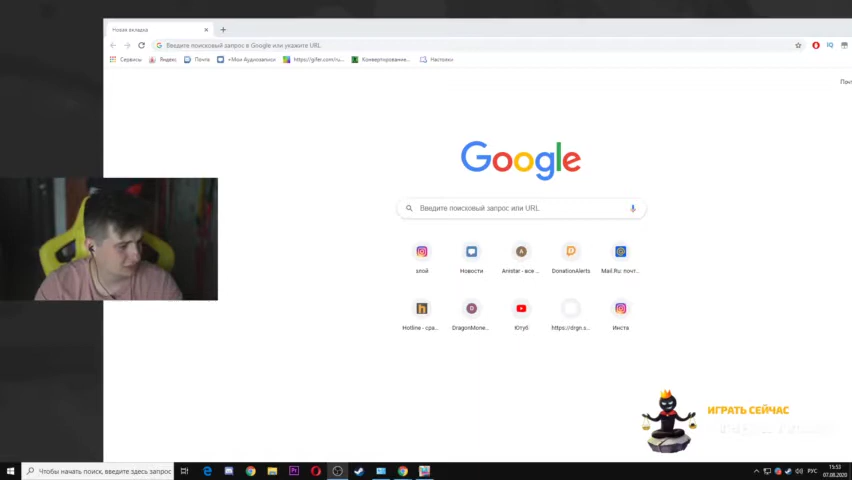 Новая вкладка
Введите поисковый запрос в Google или укажите URL
Сервисы
Яндекс
Почта
Мои Аудиозаписи
https://gifer.com/ru...
Конвертирование...
Настойки
Google
Введите поисковый запрос или URL
злой
Новости
Anistar - все ...
DonationAlerts
Mail.Ru: почт...
Hotline - сра...
DragonMone...
Ютуб
https://drgn.s...
Инста
ИГРАТЬ СЕЙЧАС
Чтобы начать поиск, введите здесь запрос
РУС
15:53
07.08.2020